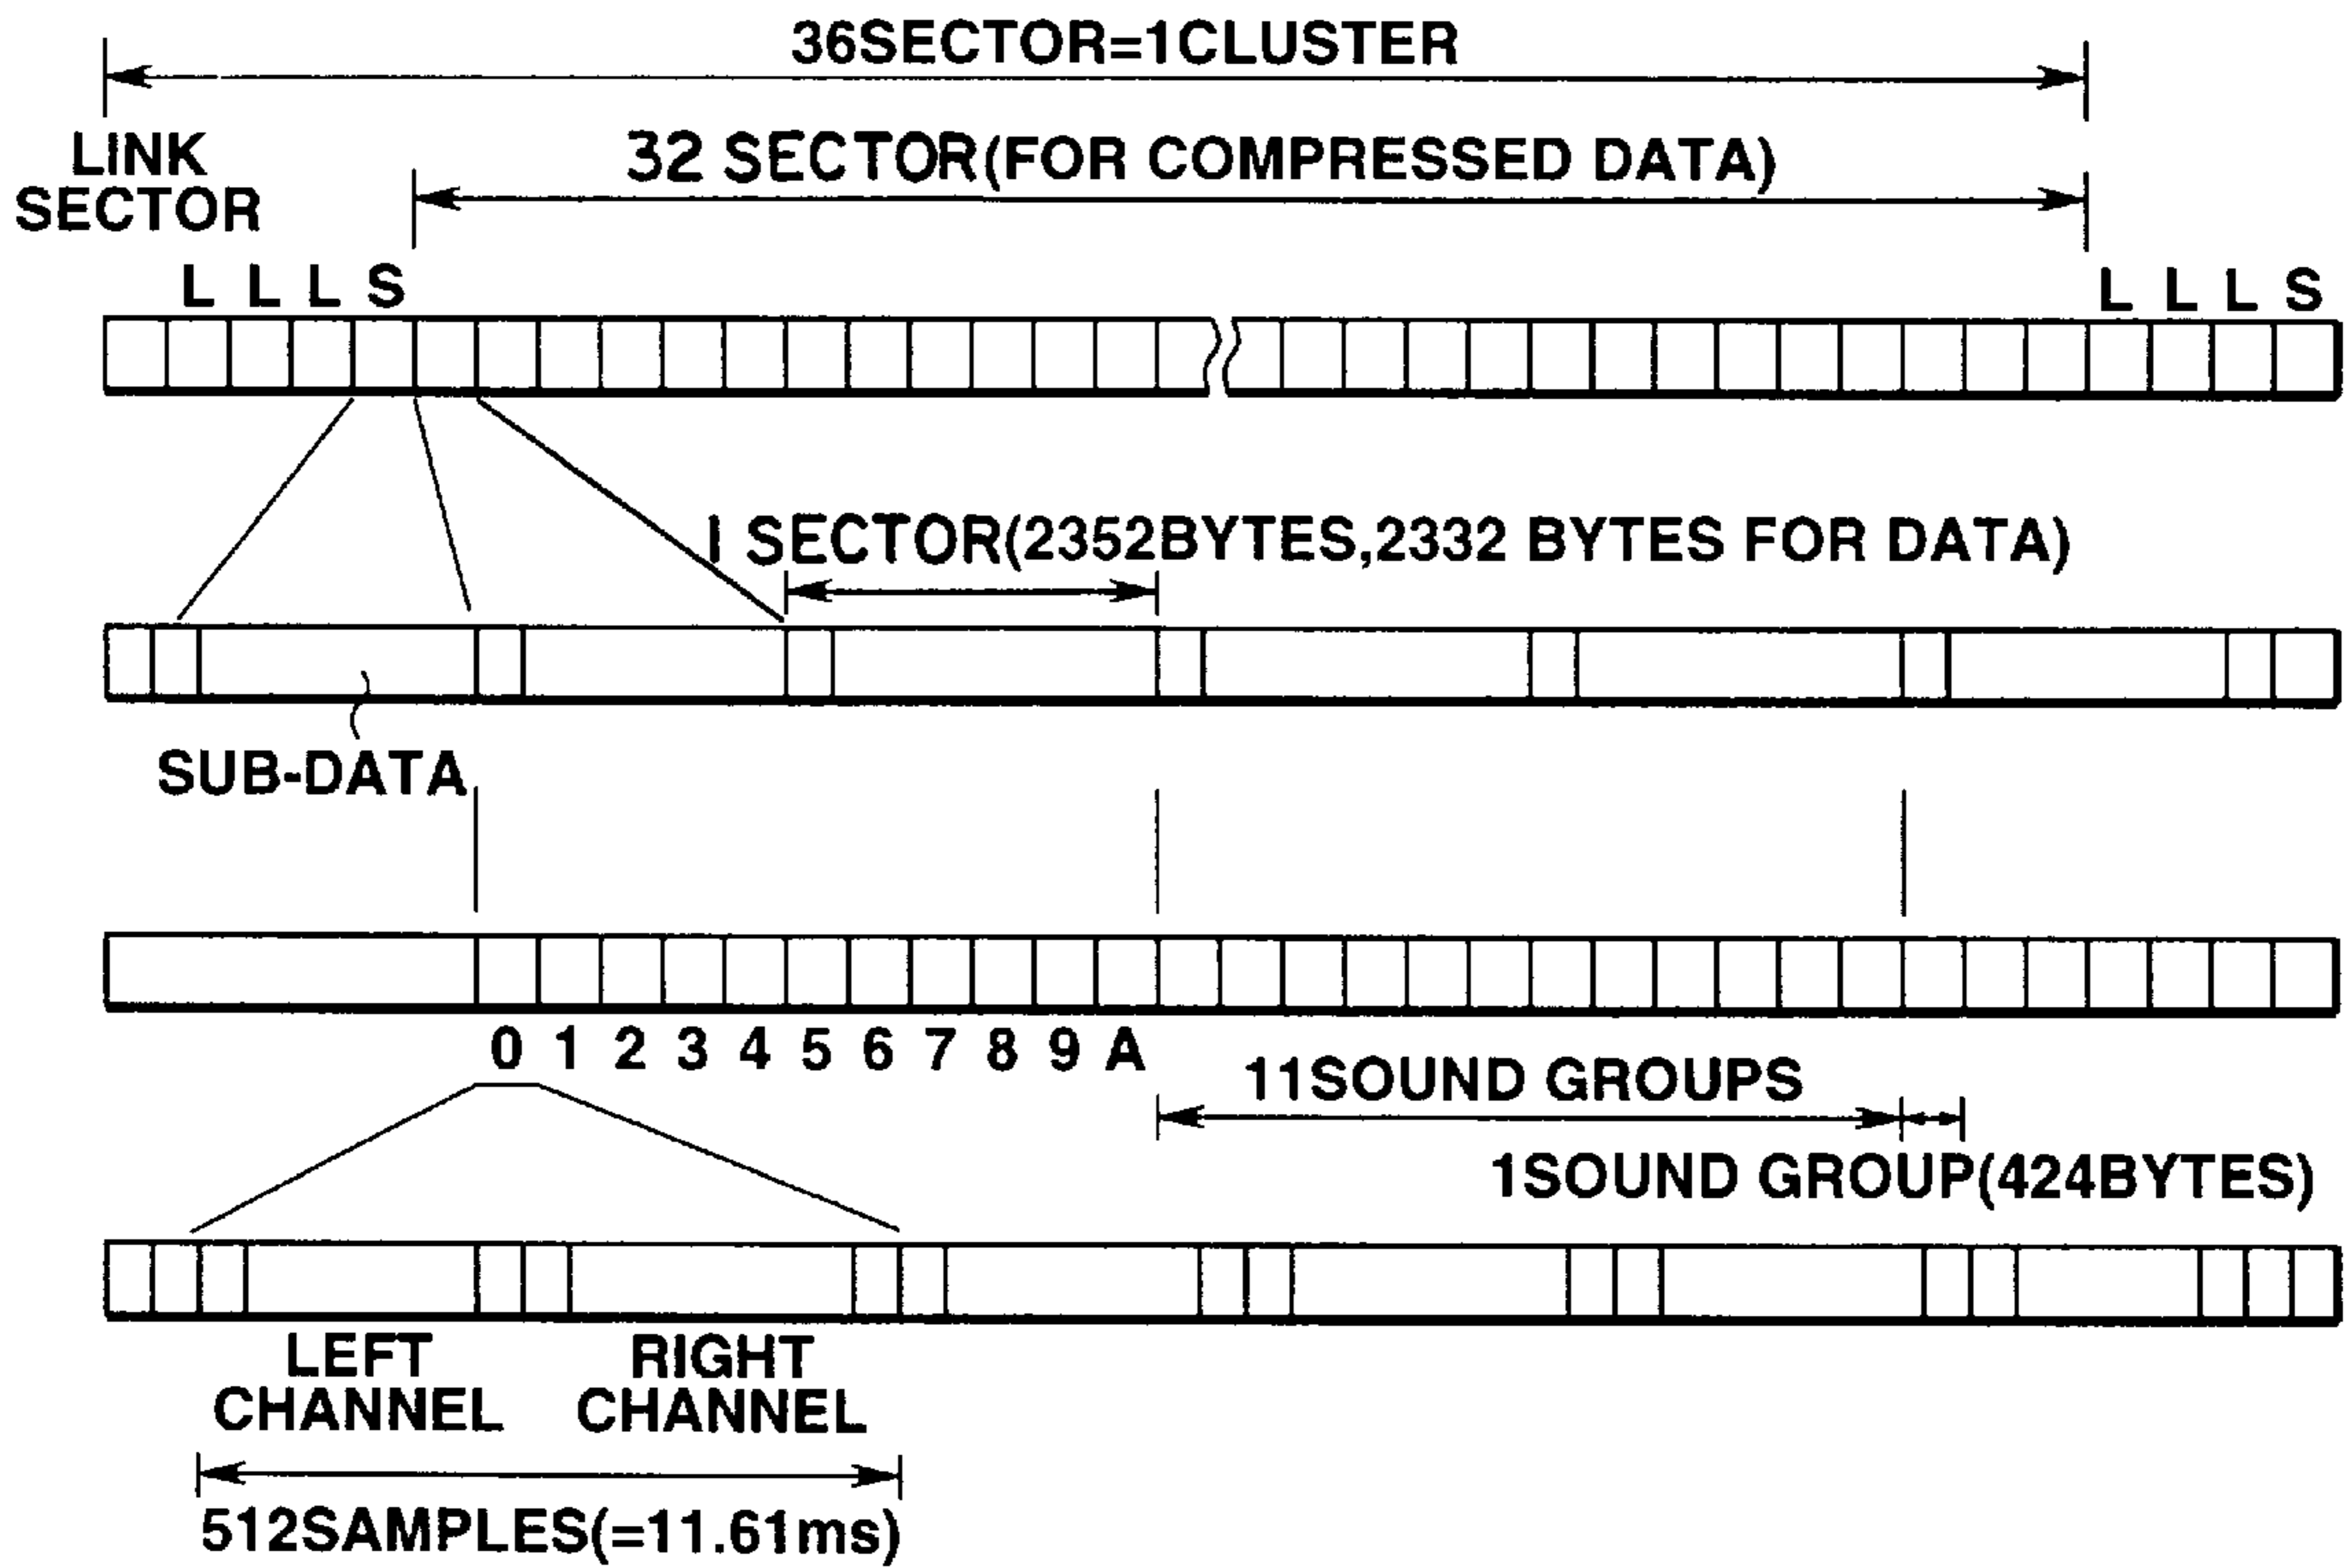 36SECTOR=1CLUSTER
LINK
SECTOR
32 SECTOR(FOR COMPRESSED DATA)
L L L S
L L L S
1 SECTOR(2352BYTES,2332 BYTES FOR DATA)
SUB-DATA
0 1 2 3 4 5 6 7 8 9 A
11SOUND GROUPS
1SOUND GROUP(424BYTES)
LEFT
CHANNEL
RIGHT
CHANNEL
512SAMPLES(=11.61ms)